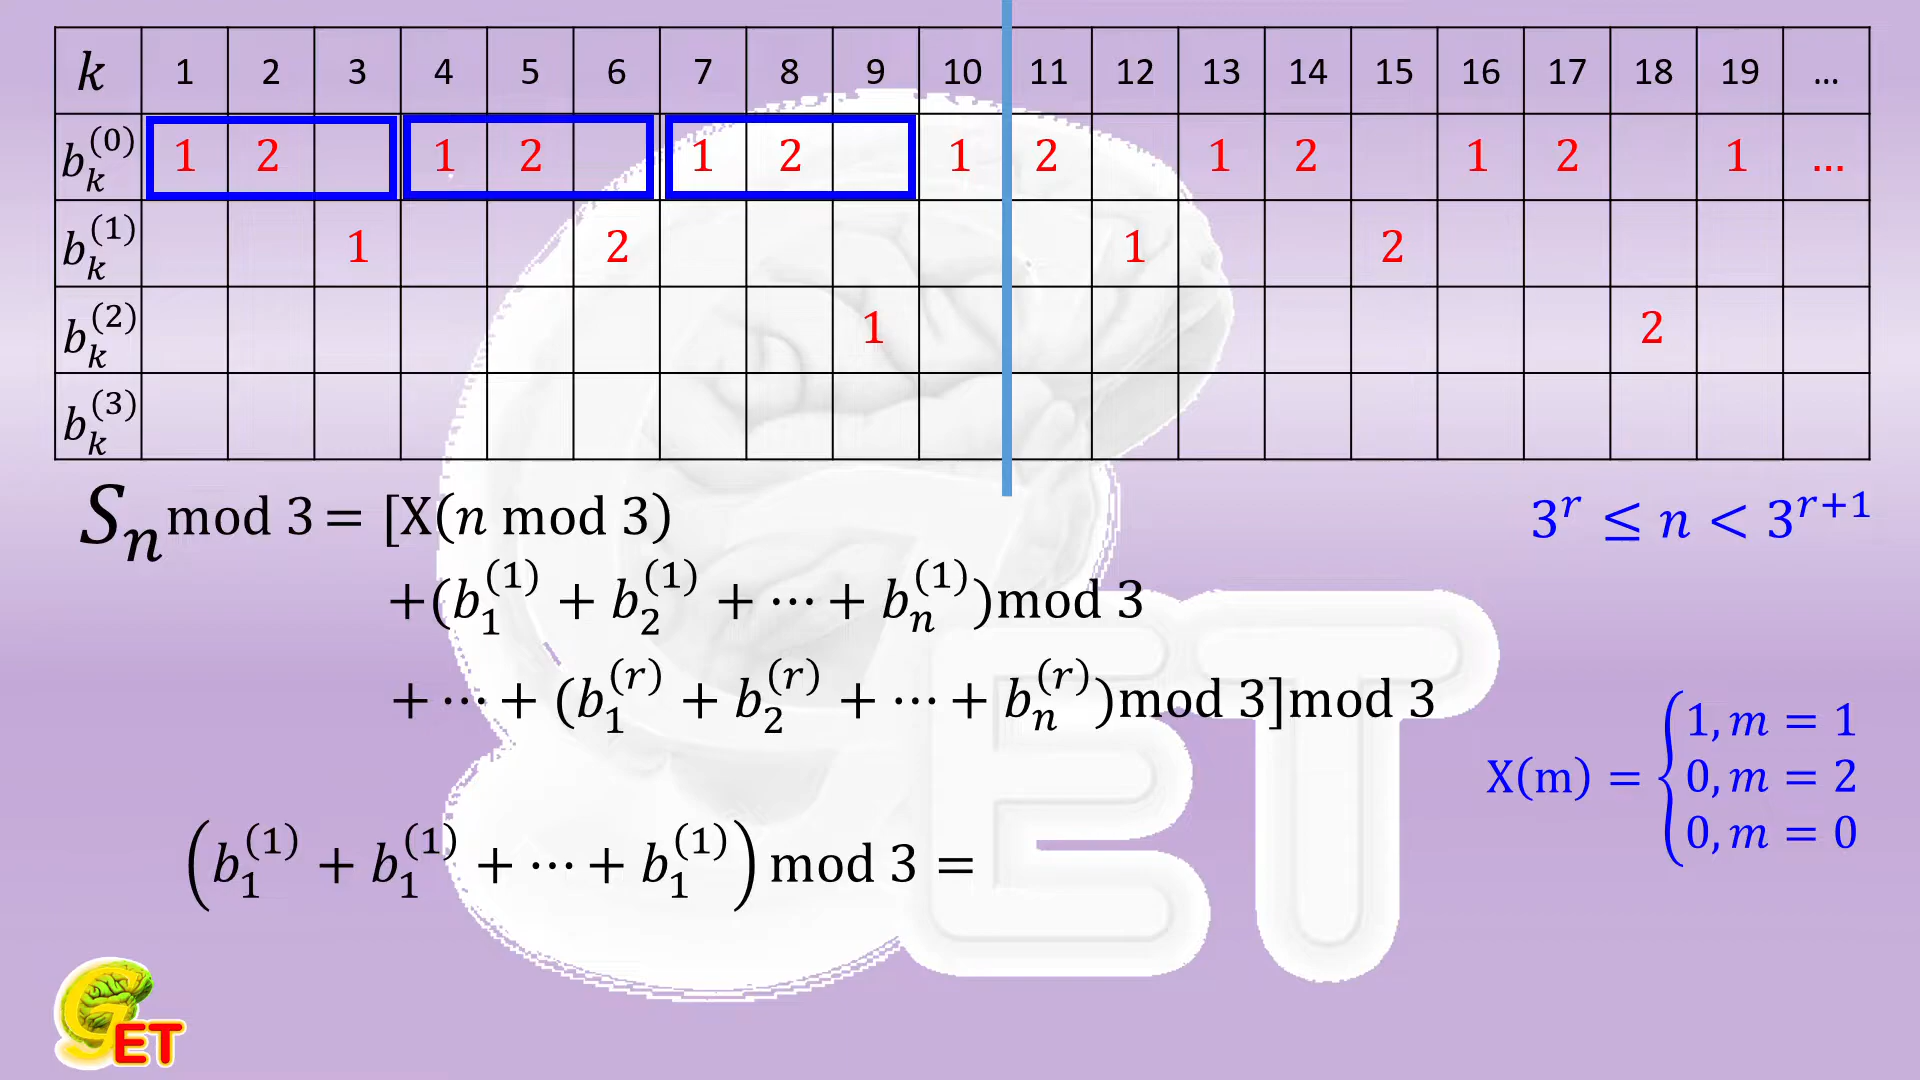 k 1 2 3 4 5 6 7 8 9 10 11 12 13 14 15 16 17 18 19 ...
b_k^(0) 1 2 1 2 1 2 1 2 1 2 1 2 1 ...
b_k^(1) 1 2 1 2
b_k^(2) 1 2
b_k^(3)
S_n mod 3 = [X(n mod 3)
3^r ≤ n < 3^{r+1}
+(b_1^(1) + b_2^(1) + ⋯ + b_n^(1))mod 3
+ ⋯ + (b_1^(r) + b_2^(r) + ⋯ + b_n^(r))mod 3]mod 3
X(m) = { 1, m = 1
0, m = 2
0, m = 0
(b_1^(1) + b_1^(1) + ⋯ + b_1^(1)) mod 3 =
GET
ET